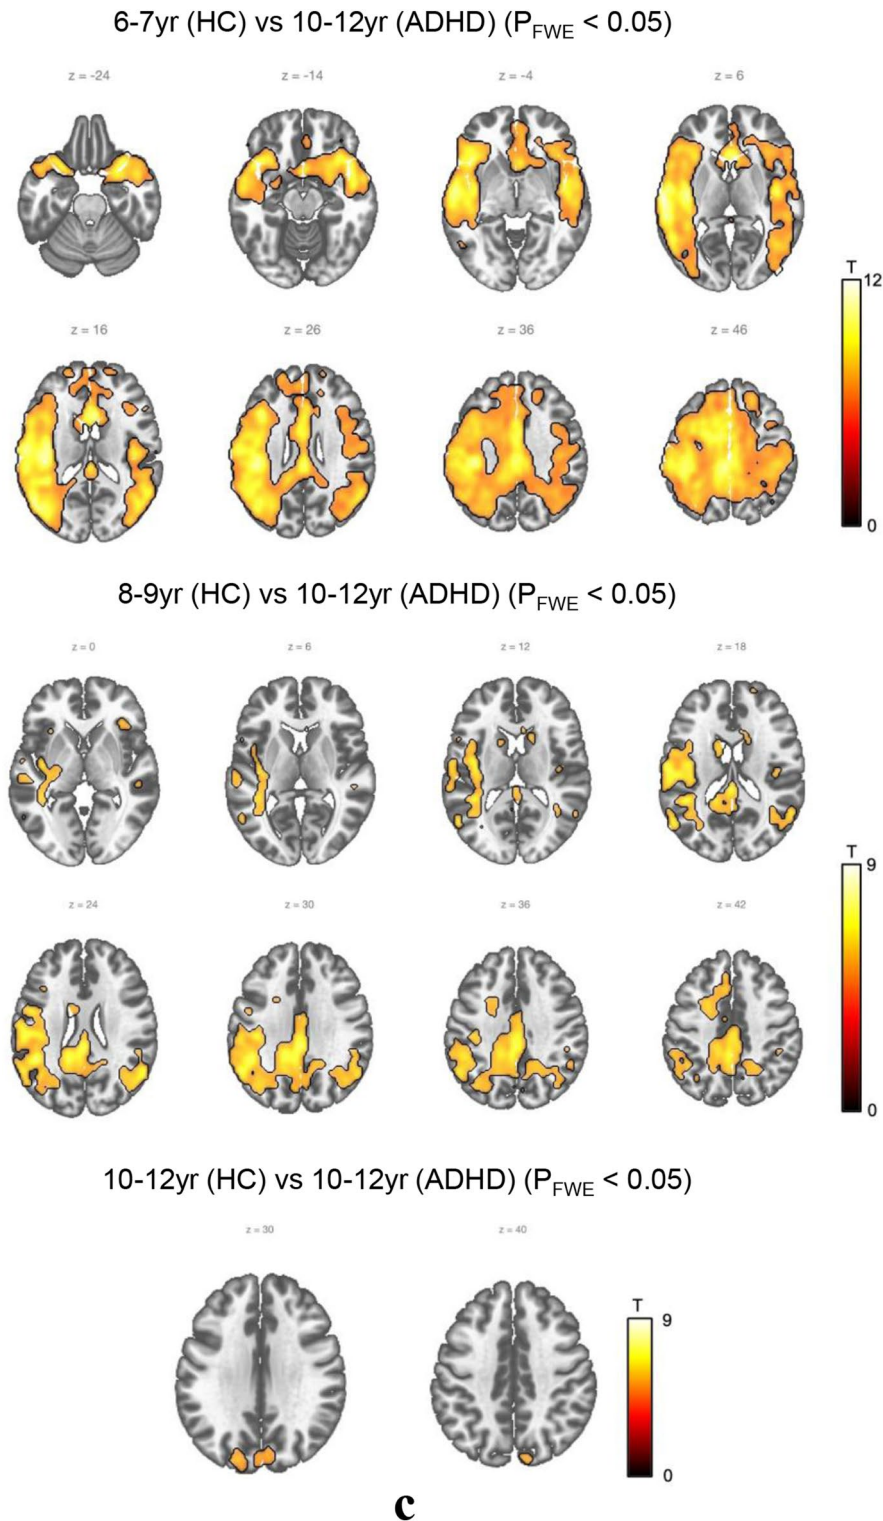 6-7yr (HC) vs 10-12yr (ADHD) (PFWE < 0.05)
z = -24
z = -14
z = -4
z = 6
T
12
z = 16
z = 26
z = 36
z = 46
0
8-9yr (HC) vs 10-12yr (ADHD) (PFWE < 0.05)
z = 0
z = 6
z = 12
z = 18
T
9
z = 24
z = 30
z = 36
z = 42
0
10-12yr (HC) vs 10-12yr (ADHD) (PFWE < 0.05)
z = 30
z = 40
T
9
0
c